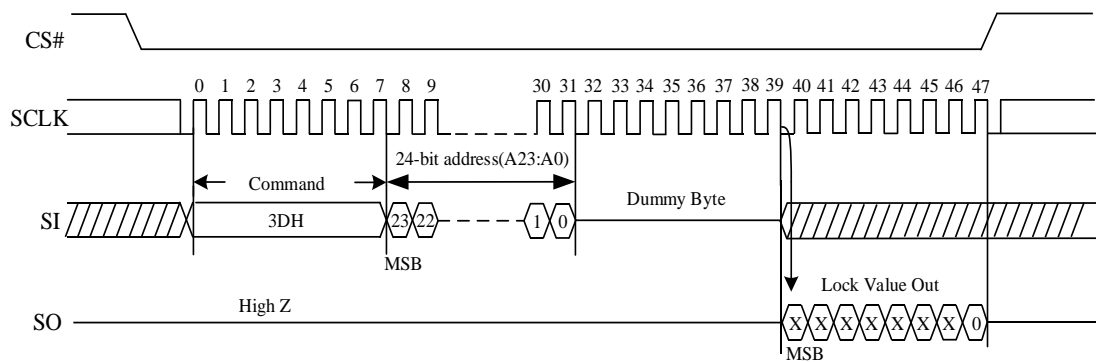 CS#
0 1 2 3 4 5 6 7 8 9 30 31 32 33 34 35 36 37 38 39 40 41 42 43 44 45 46 47
SCLK
24-bit address(A23:A0)
Command
Dummy Byte
SI
3DH 23 22 1 0
MSB
Lock Value Out
High Z
SO
X X X X X X X 0
MSB